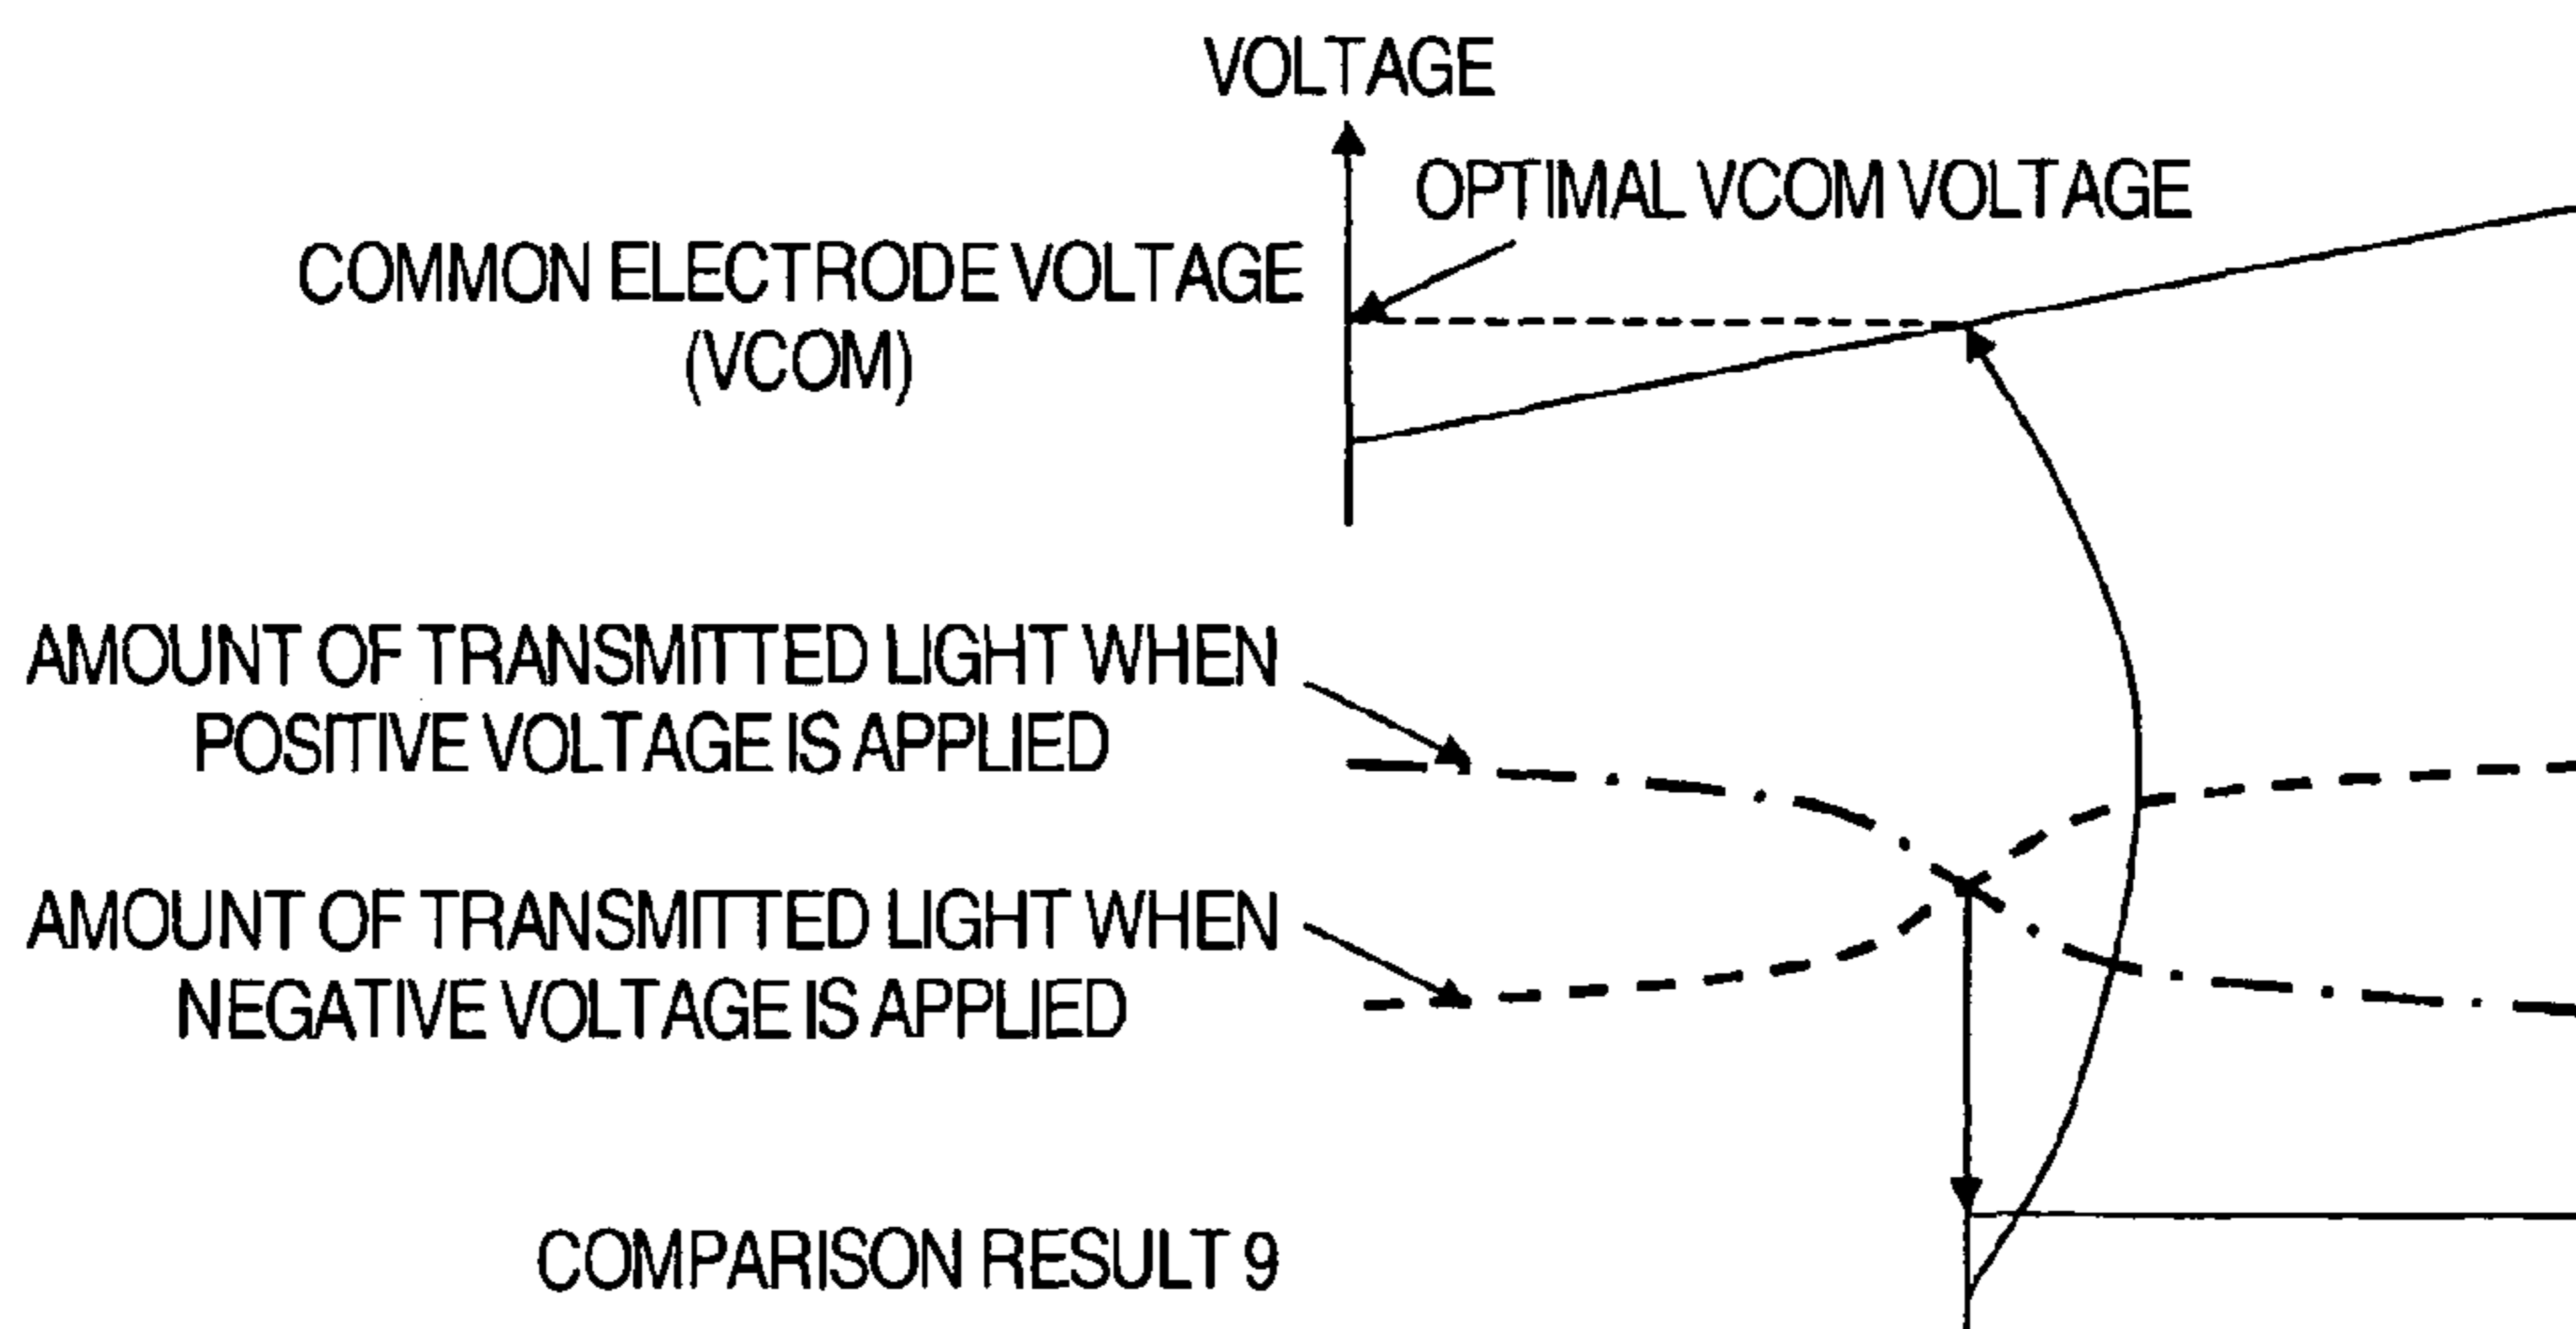 VOLTAGE
OPTIMAL VCOM VOLTAGE
COMMON ELECTRODE VOLTAGE
(VCOM)
AMOUNT OF TRANSMITTED LIGHT WHEN
POSITIVE VOLTAGE IS APPLIED
AMOUNT OF TRANSMITTED LIGHT WHEN
NEGATIVE VOLTAGE IS APPLIED
COMPARISON RESULT 9